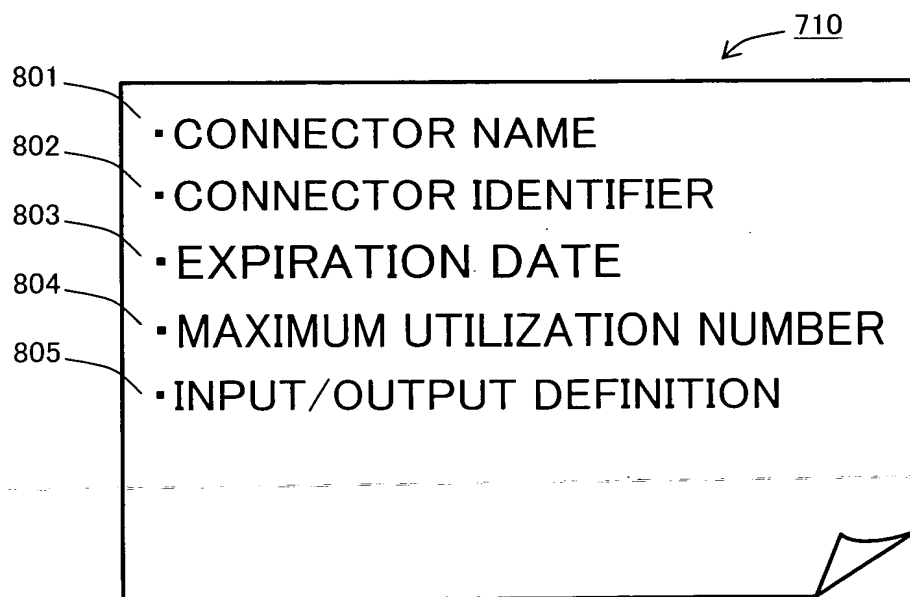 710
801
· CONNECTOR NAME
802
· CONNECTOR IDENTIFIER
803
· EXPIRATION DATE
804
· MAXIMUM UTILIZATION NUMBER
805
· INPUT/OUTPUT DEFINITION